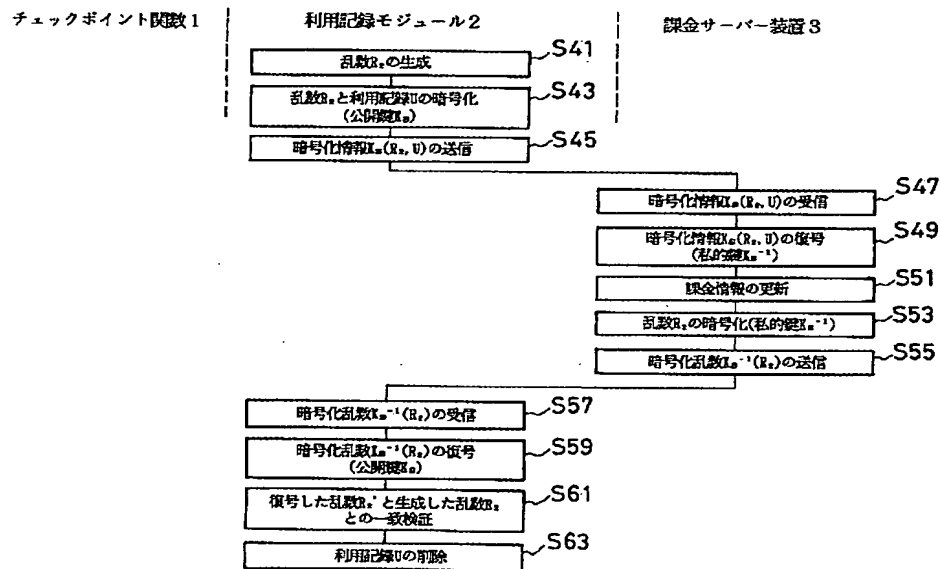 チェックポイント関数1
利用記録モジュール2
課金サーバー装置3
S41
乱数R₂の生成
S43
乱数R₂と利用記録Uの暗号化
(公開鍵Kₘ)
S45
暗号化情報Kₘ(R₂, U)の送信
S47
暗号化情報Kₘ(R₂, U)の受信
S49
暗号化情報Kₘ(R₂, U)の復号
(私的鍵Kₘ⁻¹)
S51
課金情報の更新
S53
乱数R₂の暗号化(私的鍵Kₘ⁻¹)
S55
暗号化乱数Kₘ⁻¹(R₂)の送信
S57
暗号化乱数Kₘ⁻¹(R₂)の受信
S59
暗号化乱数Kₘ⁻¹(R₂)の復号
(公開鍵Kₘ)
S61
復号した乱数R₂'と生成した乱数R₂
との一致検証
S63
利用記録Uの削除